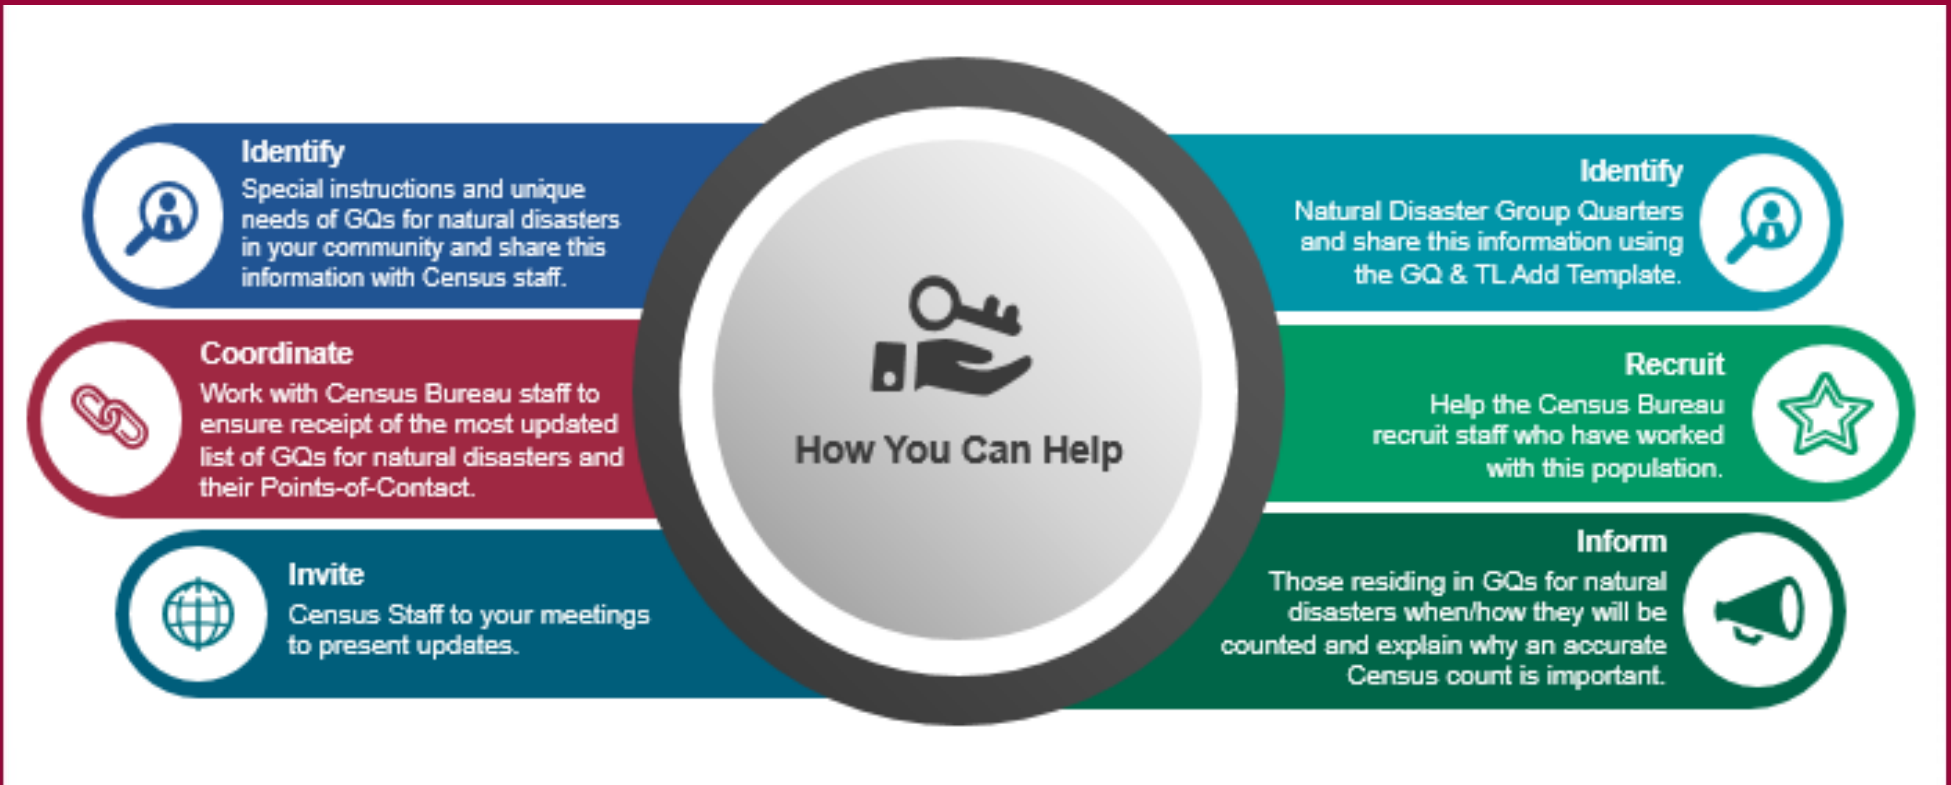 Identify
Special instructions and unique
needs of GQs for natural disasters
in your community and share this
information with Census staff.
Coordinate
Work with Census Bureau staff to
ensure receipt of the most updated
list of GQs for natural disasters and
their Points-of-Contact.
Invite
Census Staff to your meetings
to present updates.
How You Can Help
Identify
Natural Disaster Group Quarters
and share this information using
the GQ & TL Add Template.
Recruit
Help the Census Bureau
recruit staff who have worked
with this population.
Inform
Those residing in GQs for natural
disasters when/how they will be
counted and explain why an accurate
Census count is important.